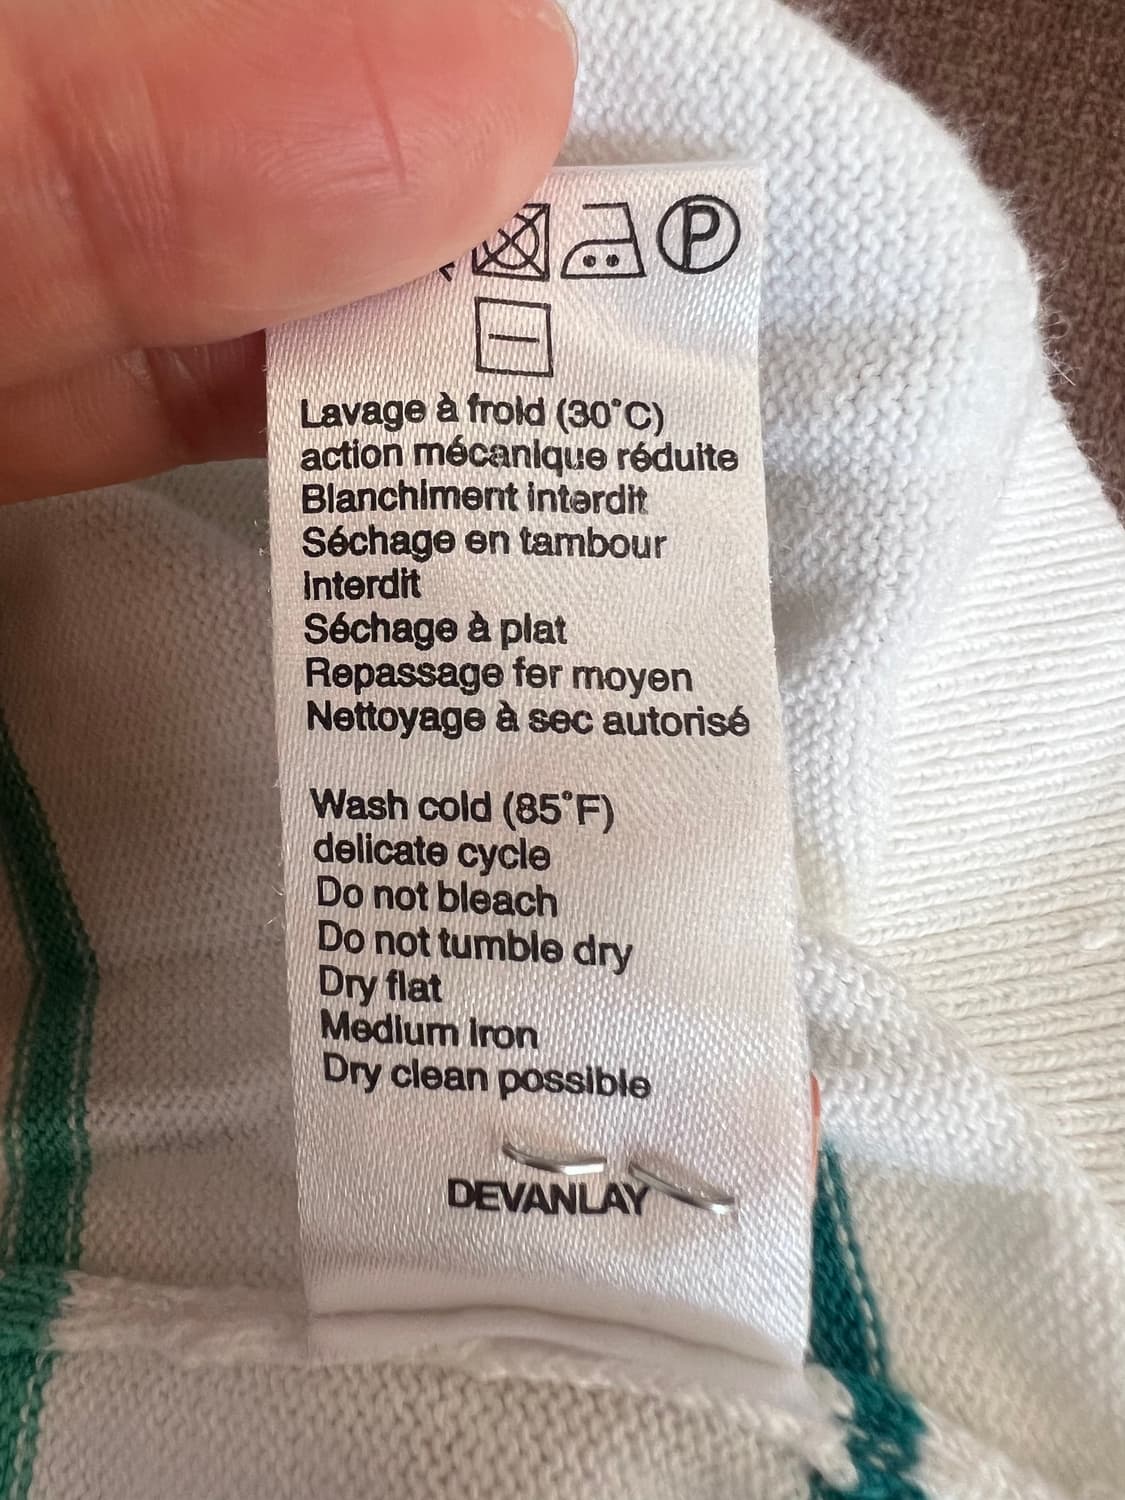 P
Lavage à froid (30°C)
action mécanique réduite
Blanchiment interdit
Séchage en tambour
interdit
Séchage à plat
Repassage fer moyen
Nettoyage à sec autorisé
Wash cold (85°F)
delicate cycle
Do not bleach
Do not tumble dry
Dry flat
Medium iron
Dry clean possible
DEVANLAY